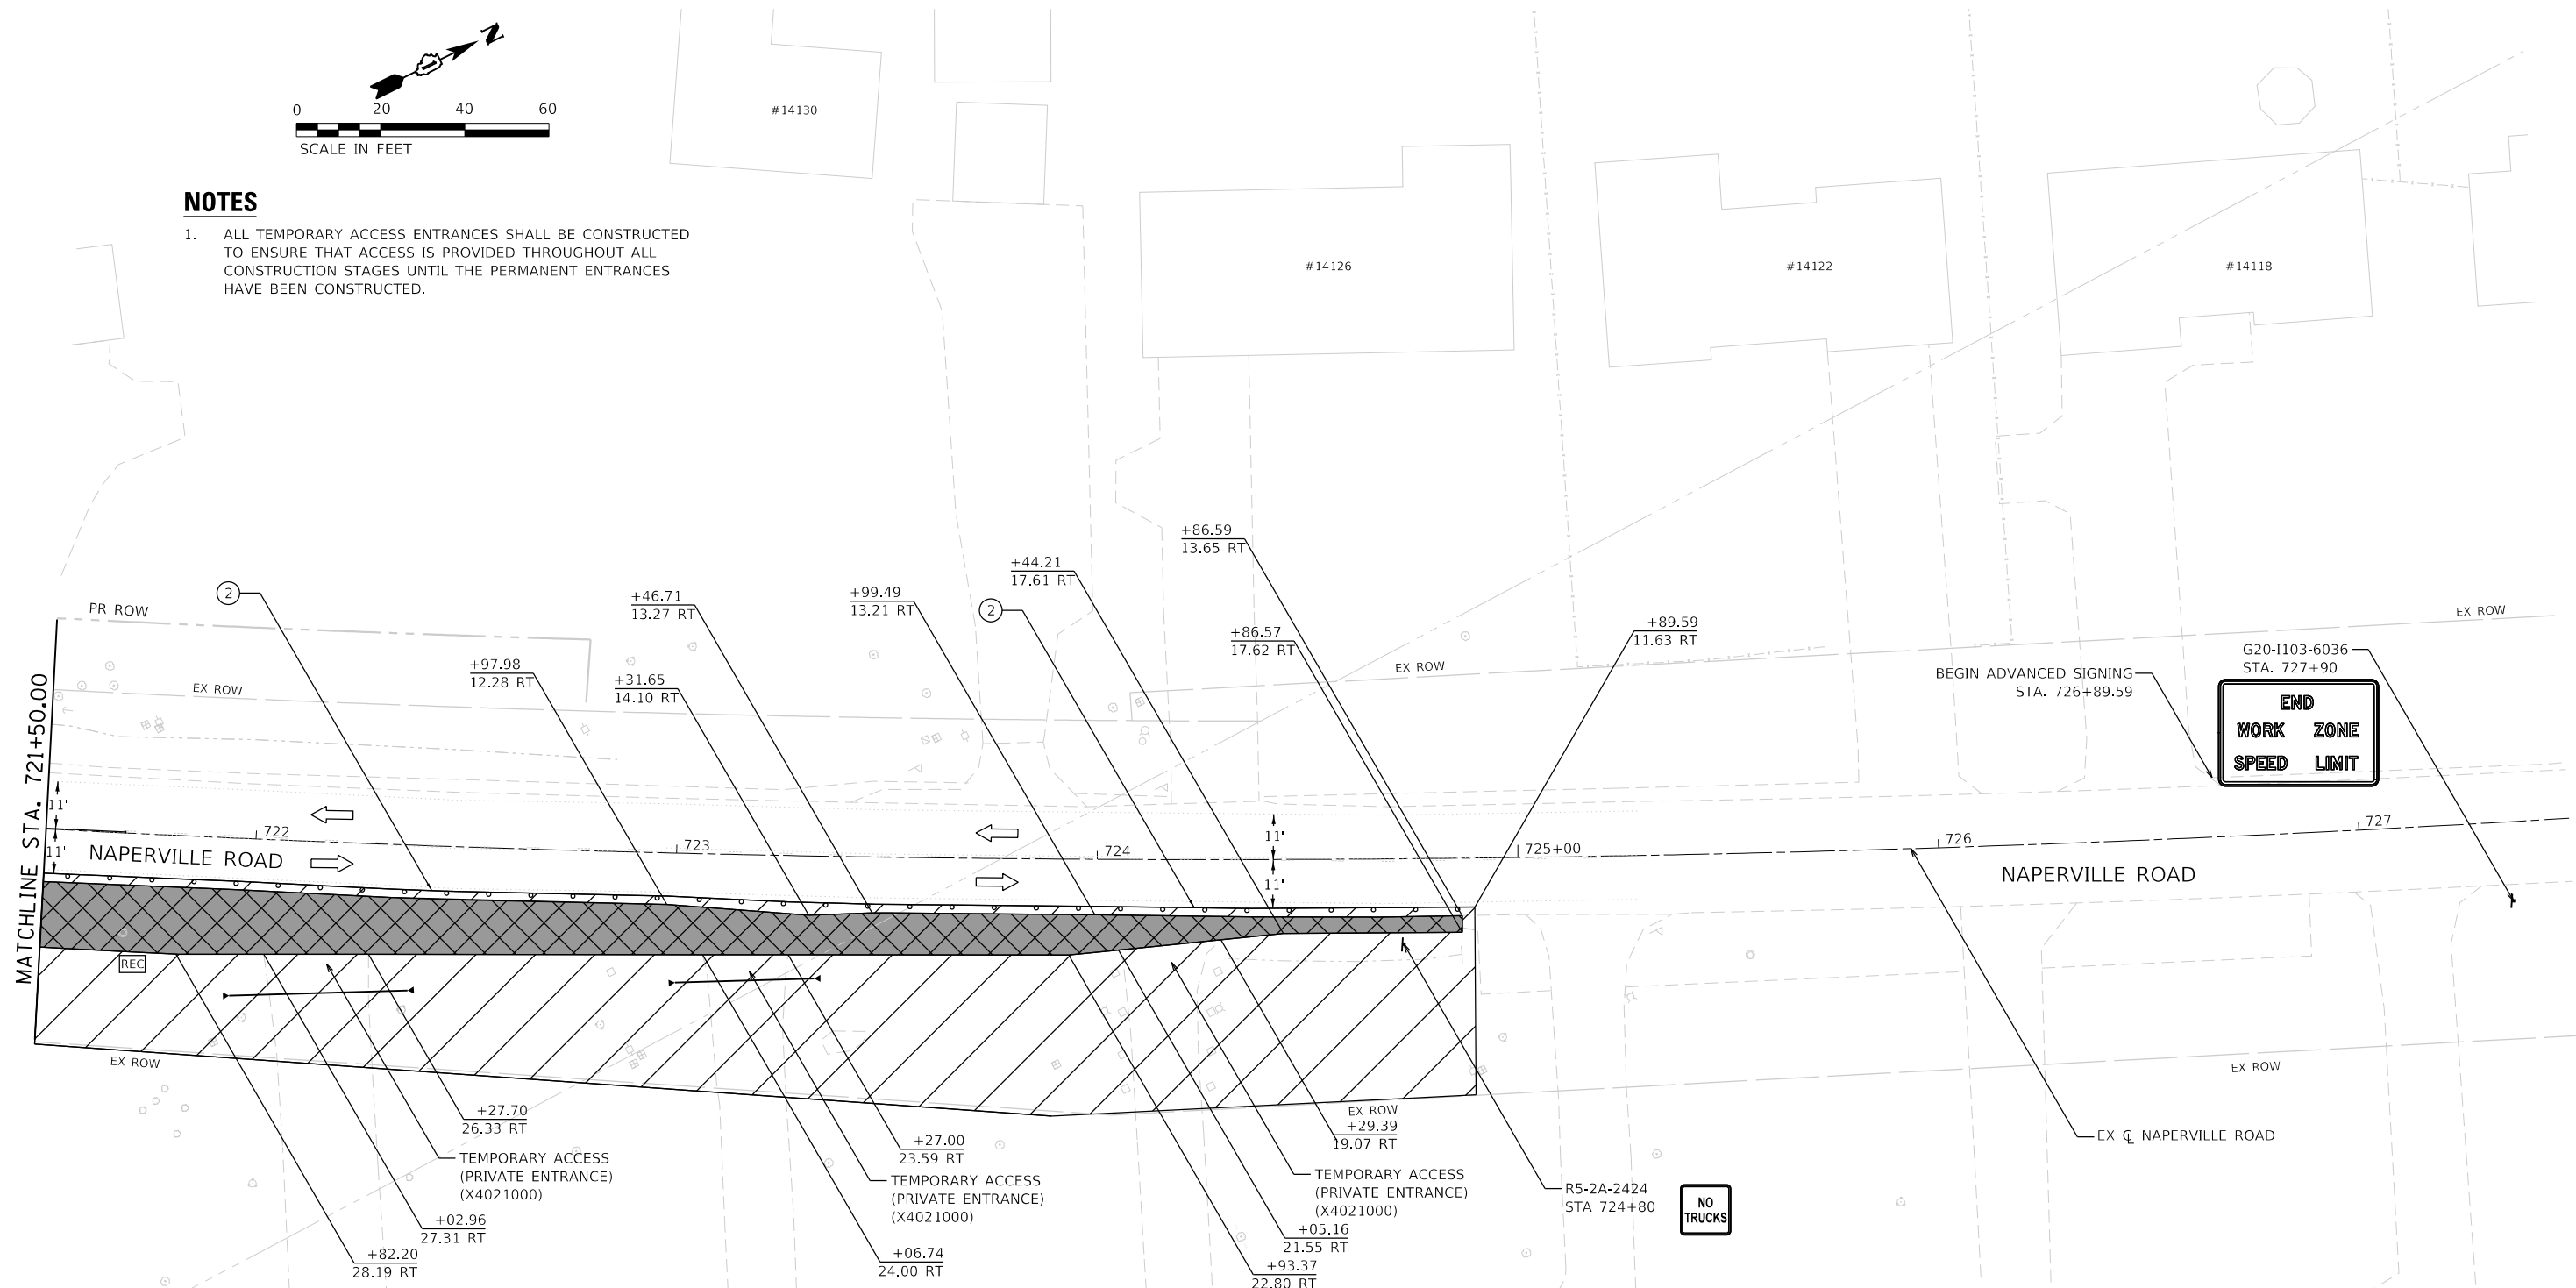 N
0 20 40 60
SCALE IN FEET
NOTES
1. ALL TEMPORARY ACCESS ENTRANCES SHALL BE CONSTRUCTED
TO ENSURE THAT ACCESS IS PROVIDED THROUGHOUT ALL
CONSTRUCTION STAGES UNTIL THE PERMANENT ENTRANCES
HAVE BEEN CONSTRUCTED.
#14130
#14126
#14122
#14118
MATCHLINE STA. 721+50.00
PR ROW
EX ROW
2
+97.98
12.28 RT
+46.71
13.27 RT
+31.65
14.10 RT
+99.49
13.21 RT
2
+44.21
17.61 RT
+86.59
13.65 RT
+86.57
17.62 RT
+89.59
11.63 RT
EX ROW
EX ROW
BEGIN ADVANCED SIGNING
STA. 726+89.59
G20-I103-6036
STA. 727+90
END
WORK ZONE
SPEED LIMIT
11'
11'
722
723
724
725+00
726
727
11'
11'
NAPERVILLE ROAD
NAPERVILLE ROAD
REC
EX ROW
EX ROW
EX ROW
+27.70
26.33 RT
TEMPORARY ACCESS
(PRIVATE ENTRANCE)
(X4021000)
+02.96
27.31 RT
+82.20
28.19 RT
+27.00
23.59 RT
TEMPORARY ACCESS
(PRIVATE ENTRANCE)
(X4021000)
+06.74
24.00 RT
+29.39
19.07 RT
TEMPORARY ACCESS
(PRIVATE ENTRANCE)
(X4021000)
+05.16
21.55 RT
+93.37
22.80 RT
R5-2A-2424
STA 724+80
NO
TRUCKS
EX ℄ NAPERVILLE ROAD